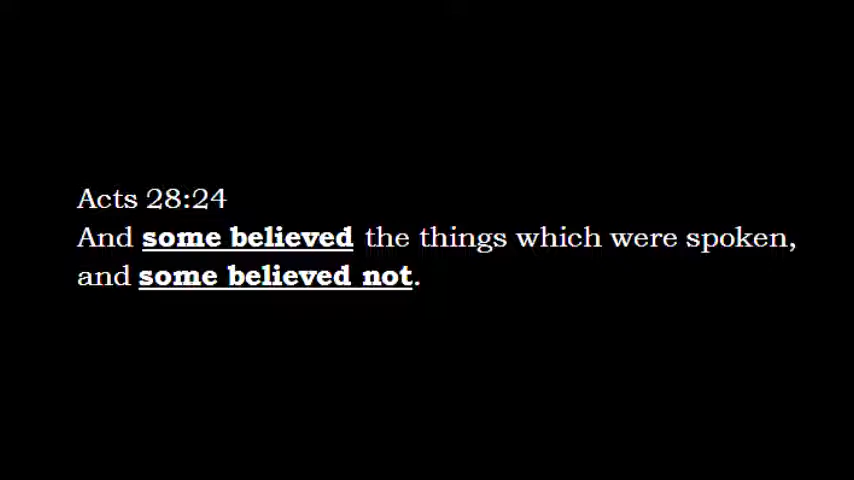 Acts 28:24
And some believed the things which were spoken,
and some believed not.